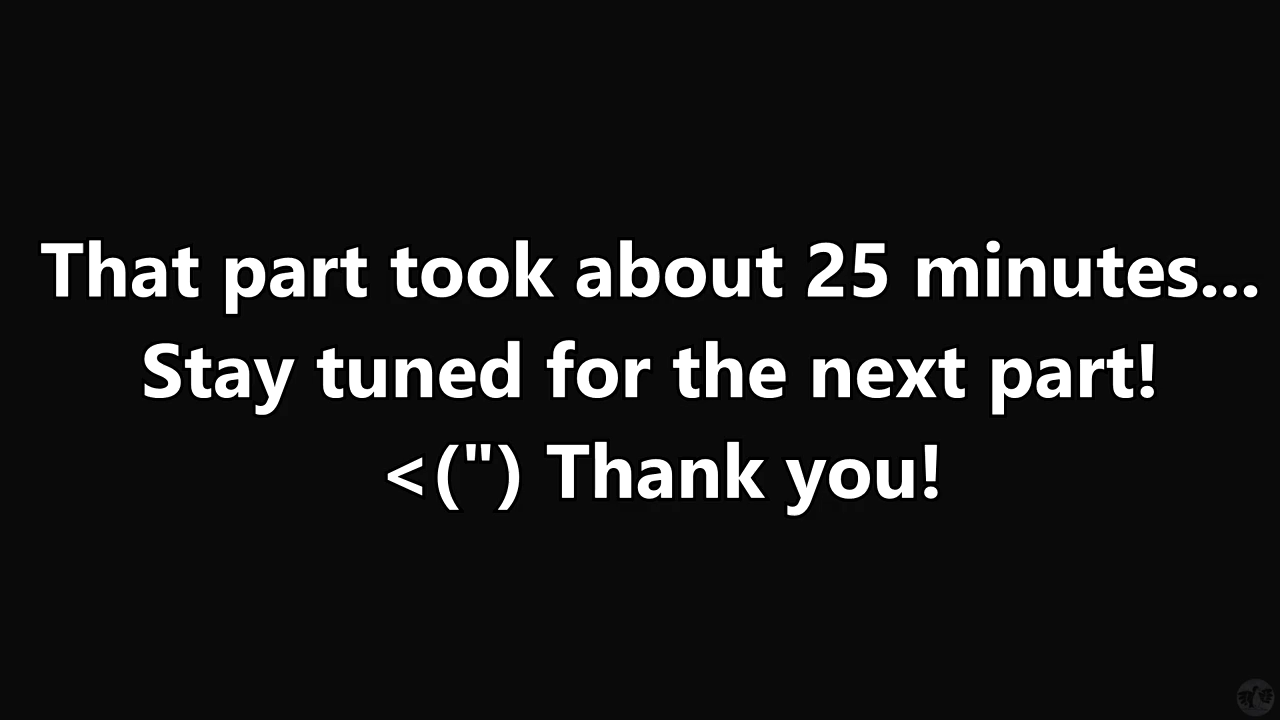 That part took about 25 minutes...
Stay tuned for the next part!
<(") Thank you!